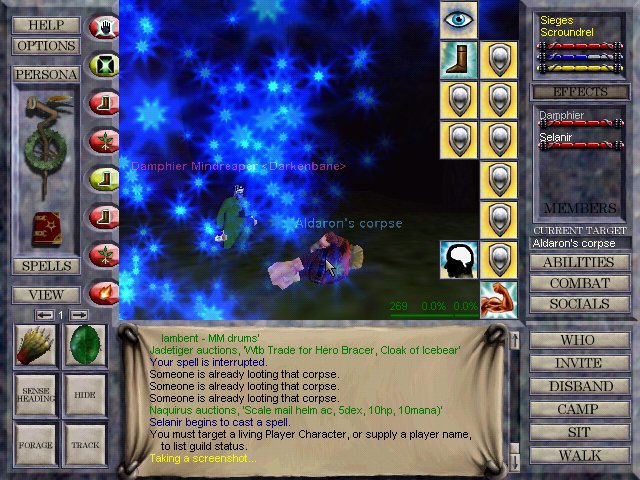 HELP
OPTIONS
PERSONA
SPELLS
VIEW
1
SENSE
HEADING
HIDE
FORAGE
TRACK
Damphier Mindreaper <Darkenbane>
Aldaron's corpse
269 0.0% 0.0%
Sieges
Scroundrel
EFFECTS
Damphier
Selanir
MEMBERS
CURRENT TARGET
Aldaron's corpse
ABILITIES
COMBAT
SOCIALS
lambent - MM drums'
Jadetiger auctions, 'Wtb Trade for Hero Bracer, Cloak of Icebear'
Your spell is interrupted.
Someone is already looting that corpse.
Someone is already looting that corpse.
Someone is already looting that corpse.
Naquirus auctions, 'Scale mail helm ac, 5dex, 10hp, 10mana)'
Selanir begins to cast a spell.
You must target a living Player Character, or supply a player name,
to list guild status.
Taking a screenshot...
WHO
INVITE
DISBAND
CAMP
SIT
WALK